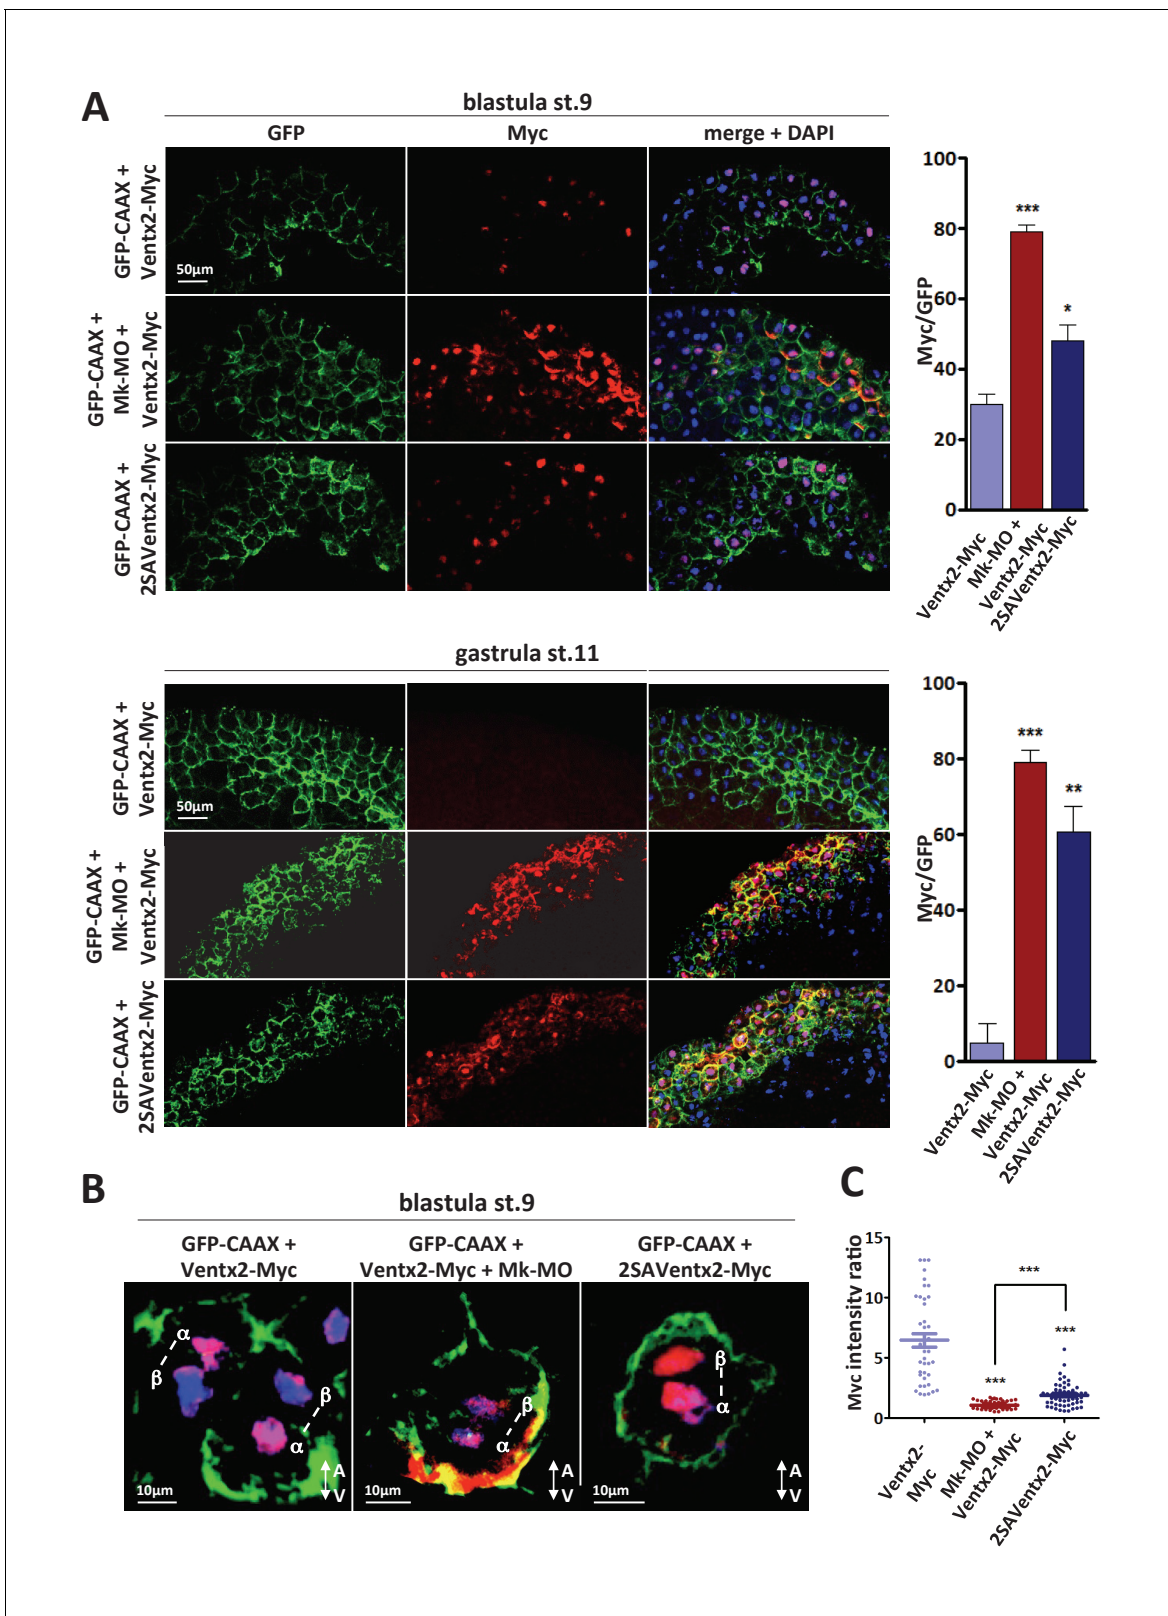 A
blastula st.9
GFP
Myc
merge + DAPI
GFP-CAAX +
Ventx2-Myc
50µm
GFP-CAAX +
Mk-MO +
Ventx2-Myc
GFP-CAAX +
2SAVentx2-Myc
100
80
60
40
20
0
Myc/GFP
***
*
Ventx2-Myc
Mk-MO +
Ventx2-Myc
2SAVentx2-Myc
gastrula st.11
GFP-CAAX +
Ventx2-Myc
50µm
GFP-CAAX +
Mk-MO +
Ventx2-Myc
GFP-CAAX +
2SAVentx2-Myc
100
80
60
40
20
0
Myc/GFP
***
**
Ventx2-Myc
Mk-MO +
Ventx2-Myc
2SAVentx2-Myc
B
blastula st.9
GFP-CAAX +
Ventx2-Myc
GFP-CAAX +
Ventx2-Myc + Mk-MO
GFP-CAAX +
2SAVentx2-Myc
α
β
β
α
A
V
10µm
β
α
A
V
10µm
β
α
A
V
10µm
C
15
10
5
0
Myc intensity ratio
***
***
***
Ventx2-
Myc
Mk-MO +
Ventx2-Myc
2SAVentx2-Myc